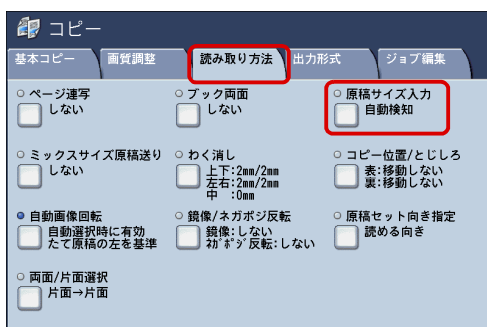 コピー
基本コピー 画質調整 読み取り方法 出力形式 ジョブ編集
ページ連写
しない
ブック両面
しない
原稿サイズ入力
自動検知
ミックスサイズ原稿送り
しない
わく消し
上下:2mm/2mm
左右:2mm/2mm
中 :0mm
コピー位置/とじしろ
表:移動しない
裏:移動しない
自動画像回転
自動選択時に有効
たて原稿の左を基準
鏡像/ネガポジ反転
鏡像:しない
ネガポジ反転:しない
原稿セット向き指定
読める向き
両面/片面選択
片面→片面